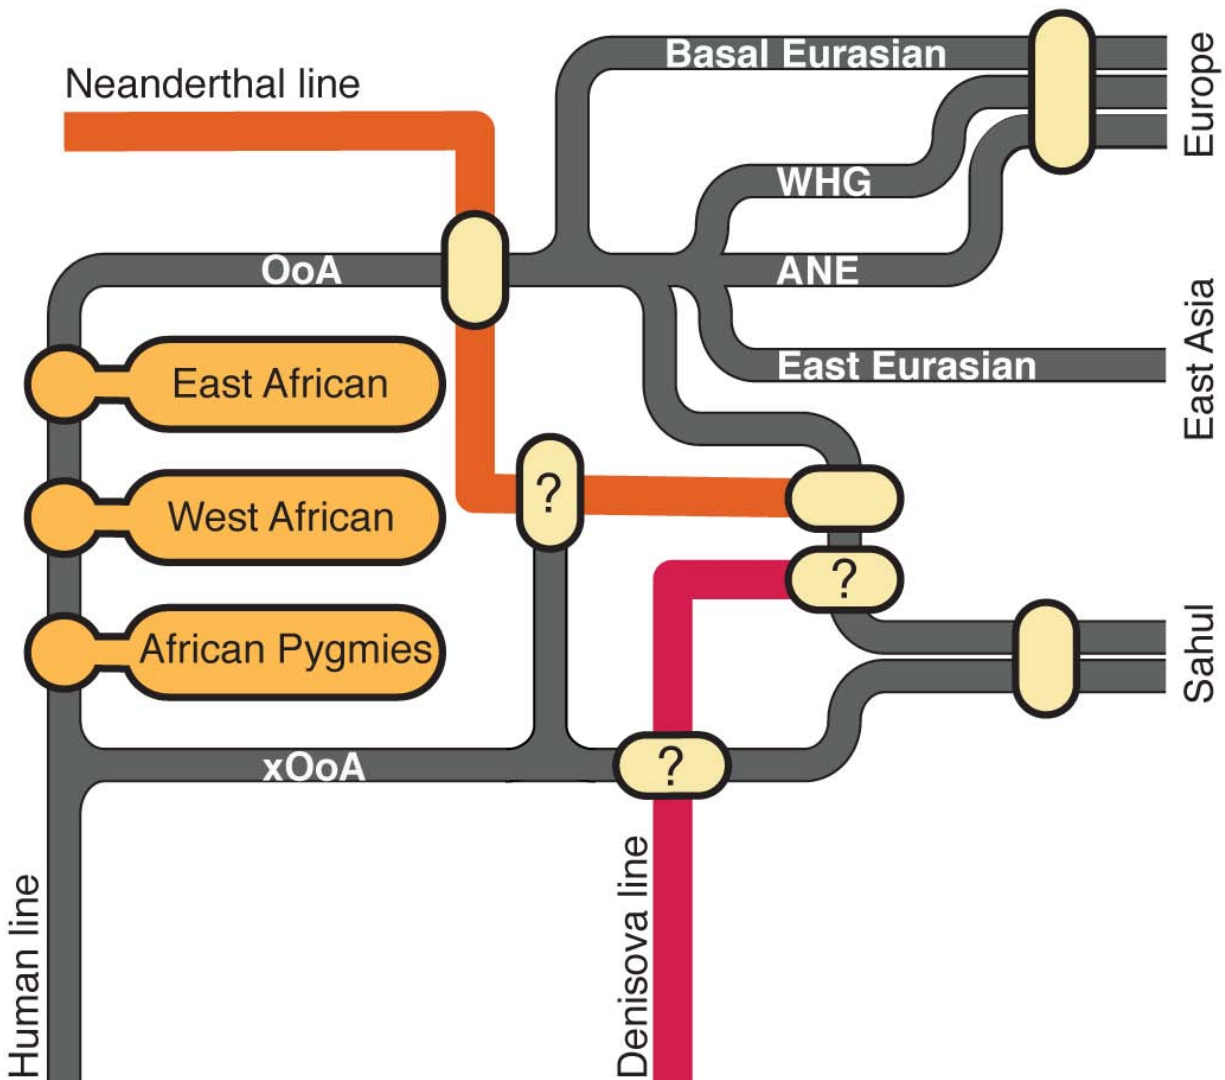 Neanderthal line
Basal Eurasian
Europe
WHG
OoA
ANE
East Asia
East African
East Eurasian
West African
?
?
African Pygmies
Sahul
xOoA
?
Human line
Denisova line